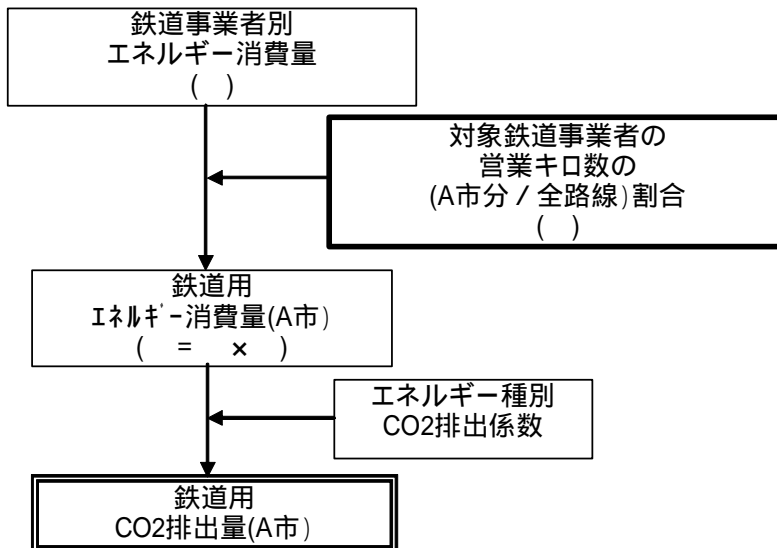 鉄道事業者別
エネルギー消費量
(　)
対象鉄道事業者の
営業キロ数の
(A市分／全路線)割合
(　)
鉄道用
ｴﾈﾙｷﾞｰ消費量(A市)
(　=　×　)
エネルギー種別
CO2排出係数
鉄道用
CO2排出量(A市)